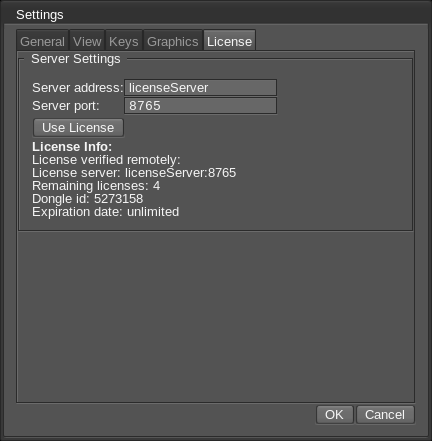 Settings
General View Keys Graphics License
Server Settings
Server address: licenseServer
Server port: 8765
Use License
License Info:
License verified remotely:
License server: licenseServer:8765
Remaining licenses: 4
Dongle id: 5273158
Expiration date: unlimited
OK Cancel